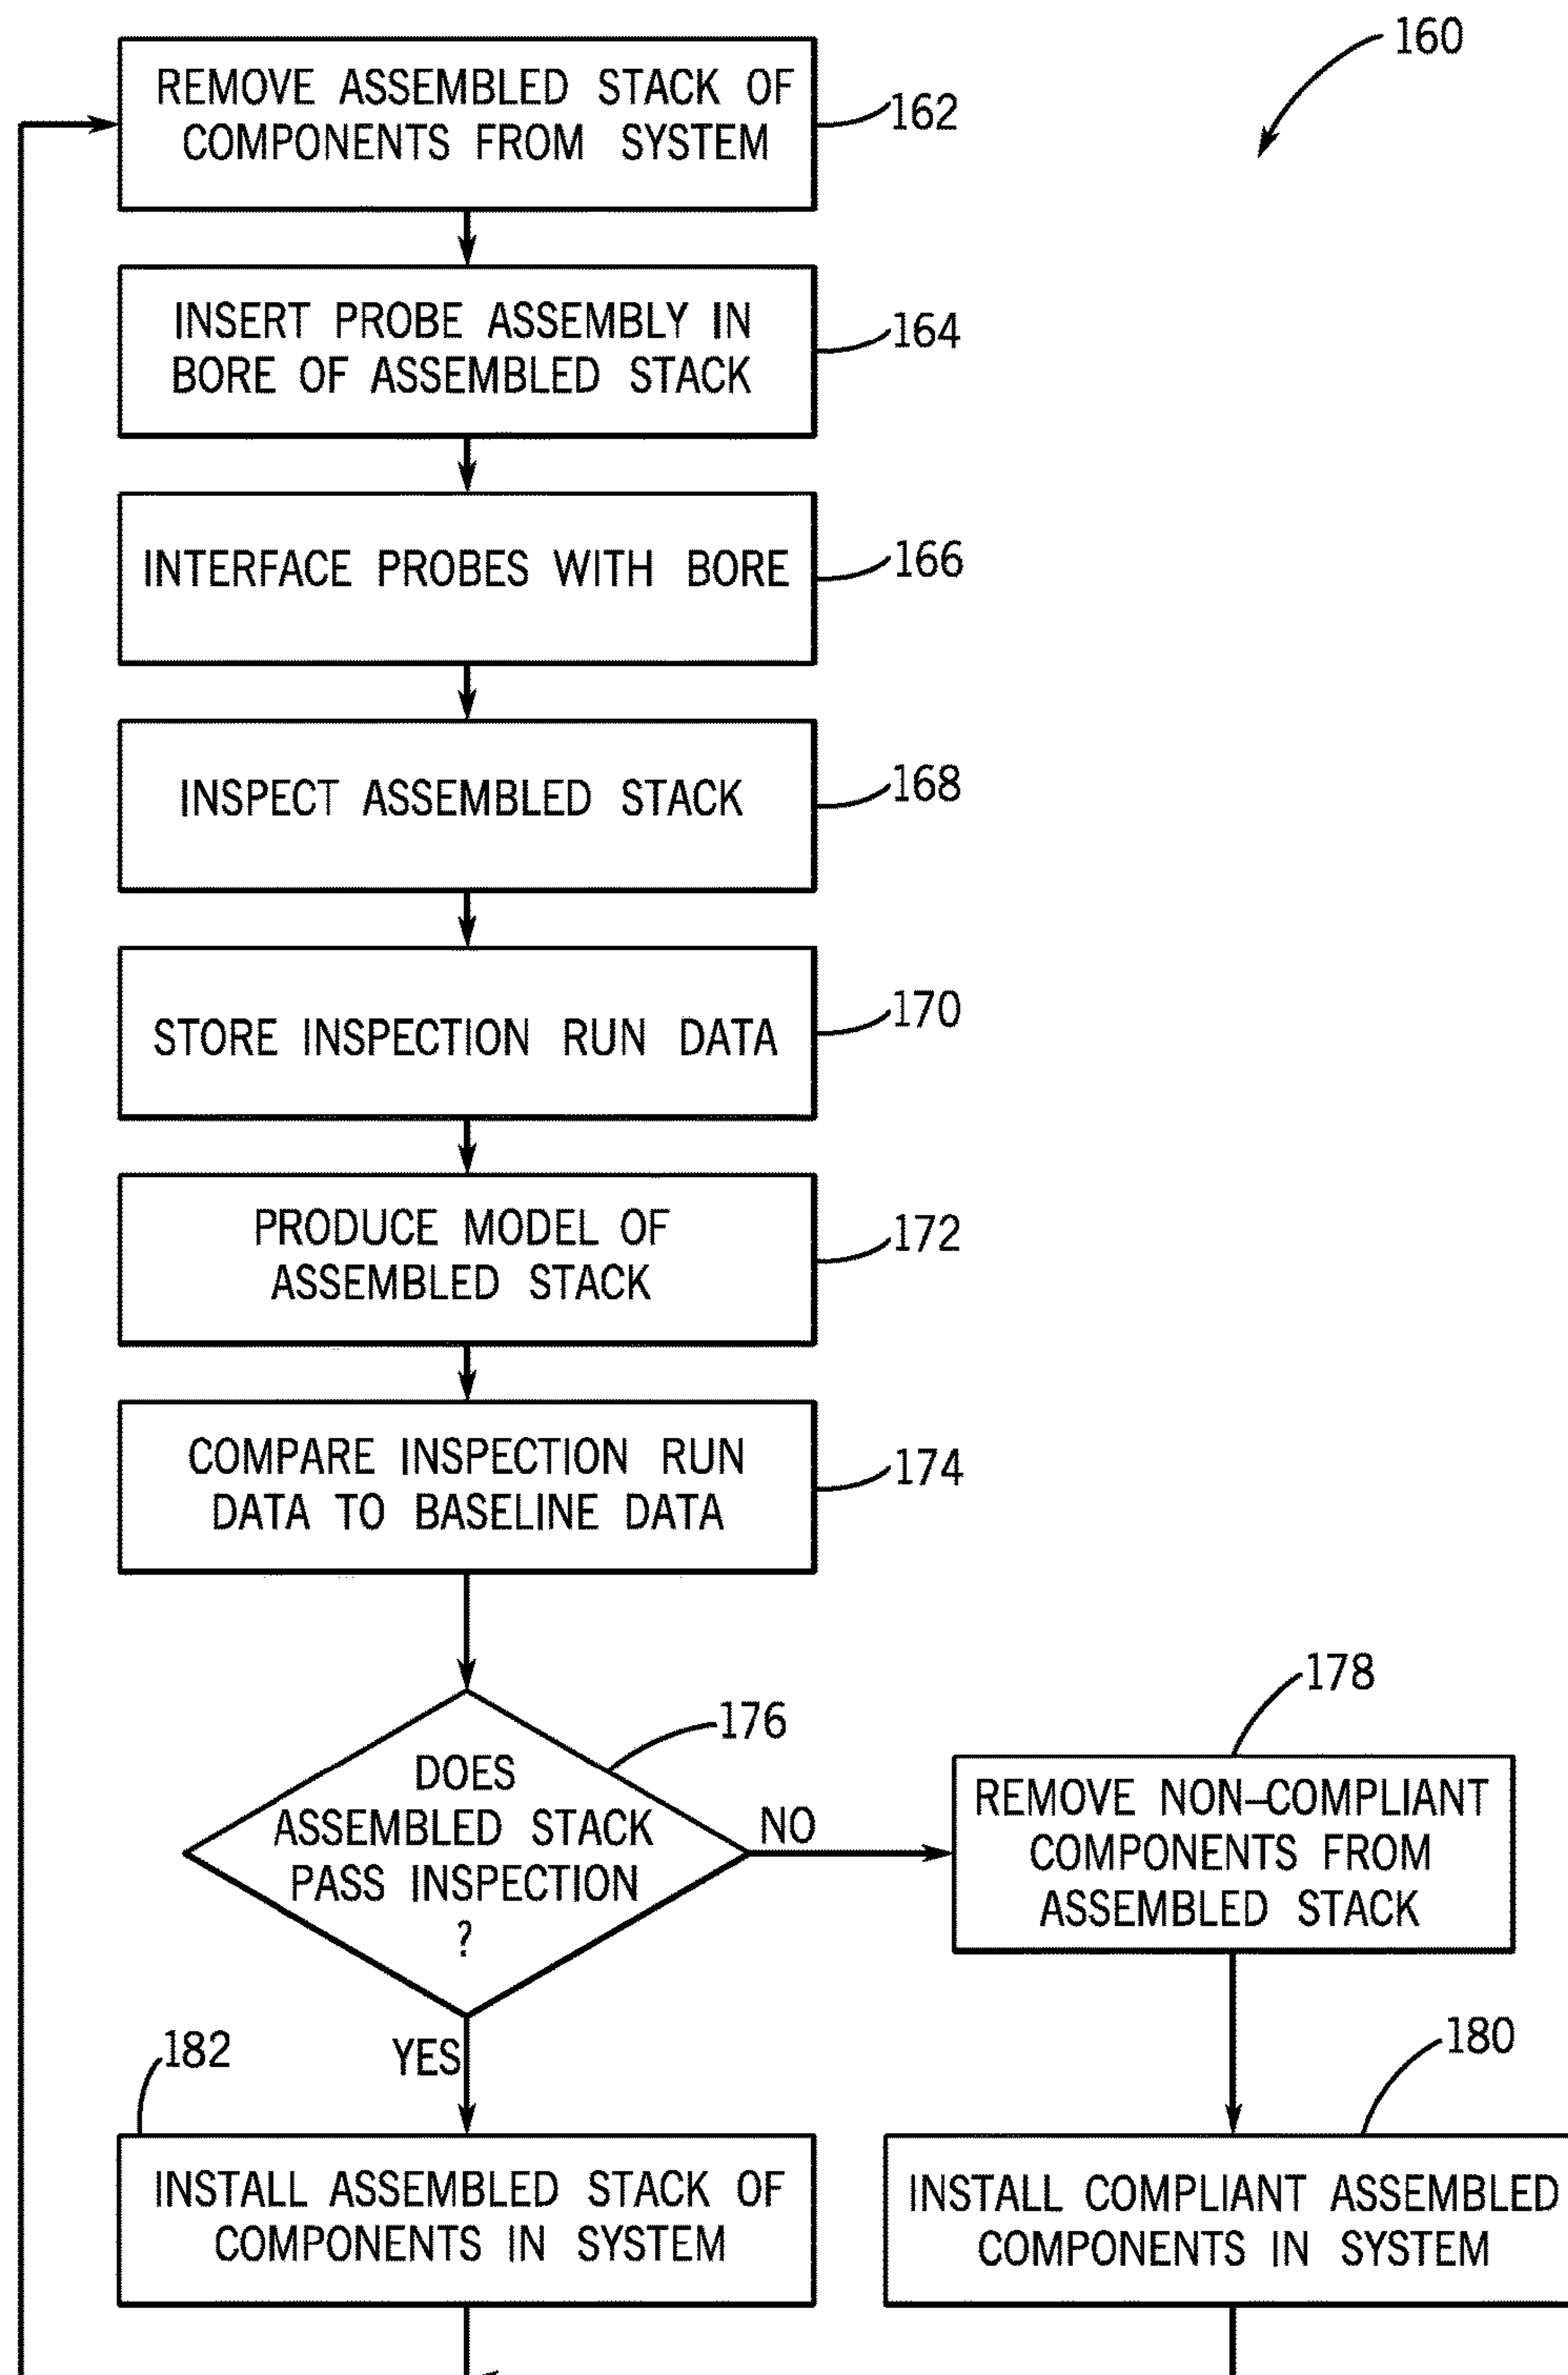 160
REMOVE ASSEMBLED STACK OF
COMPONENTS FROM SYSTEM
162
INSERT PROBE ASSEMBLY IN
BORE OF ASSEMBLED STACK
164
INTERFACE PROBES WITH BORE
166
INSPECT ASSEMBLED STACK
168
STORE INSPECTION RUN DATA
170
PRODUCE MODEL OF
ASSEMBLED STACK
172
COMPARE INSPECTION RUN
DATA TO BASELINE DATA
174
DOES
ASSEMBLED STACK
PASS INSPECTION
?
176
NO
178
REMOVE NON-COMPLIANT
COMPONENTS FROM
ASSEMBLED STACK
YES
182
INSTALL ASSEMBLED STACK OF
COMPONENTS IN SYSTEM
180
INSTALL COMPLIANT ASSEMBLED
COMPONENTS IN SYSTEM